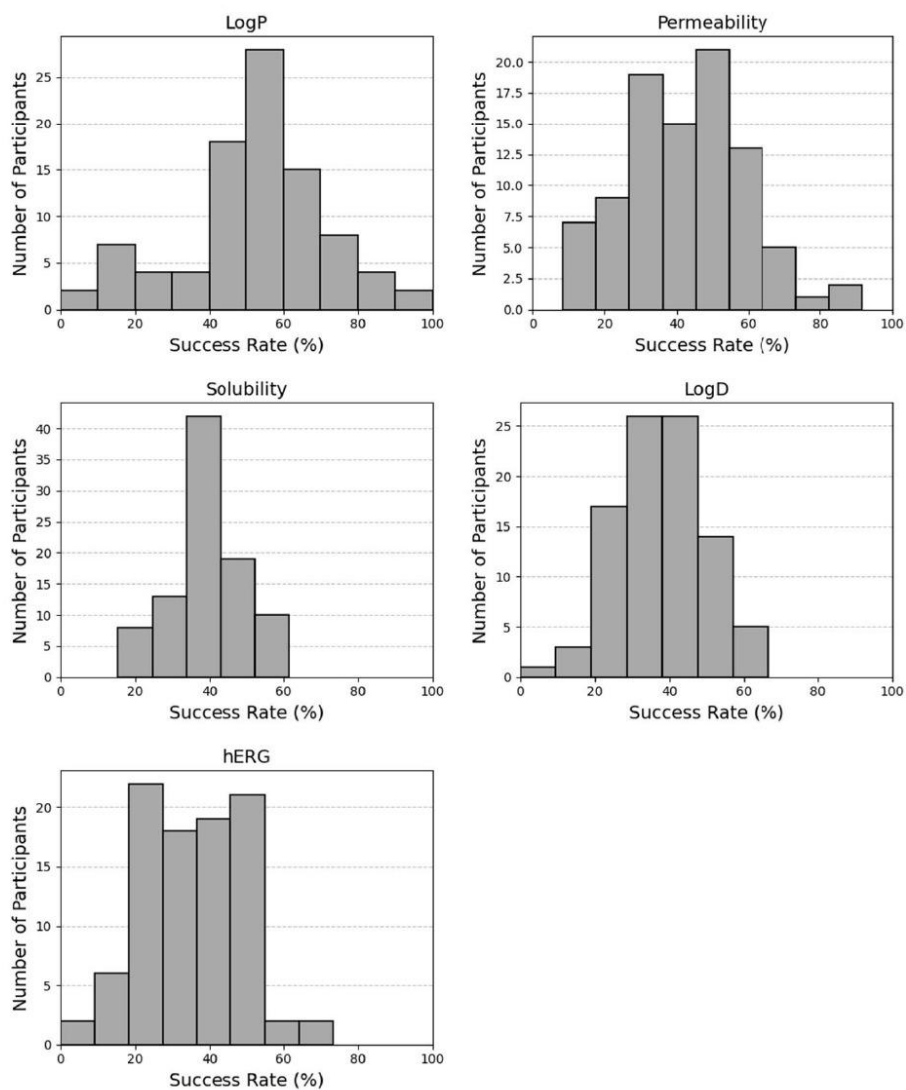 LogP
Number of Participants
25
20
15
10
5
0
0 20 40 60 80 100
Success Rate (%)
Permeability
Number of Participants
20.0
17.5
15.0
12.5
10.0
7.5
5.0
2.5
0.0
0 20 40 60 80 100
Success Rate (%)
Solubility
Number of Participants
40
35
30
25
20
15
10
5
0
0 20 40 60 80 100
Success Rate (%)
LogD
Number of Participants
25
20
15
10
5
0
0 20 40 60 80 100
Success Rate (%)
hERG
Number of Participants
20
15
10
5
0
0 20 40 60 80 100
Success Rate (%)